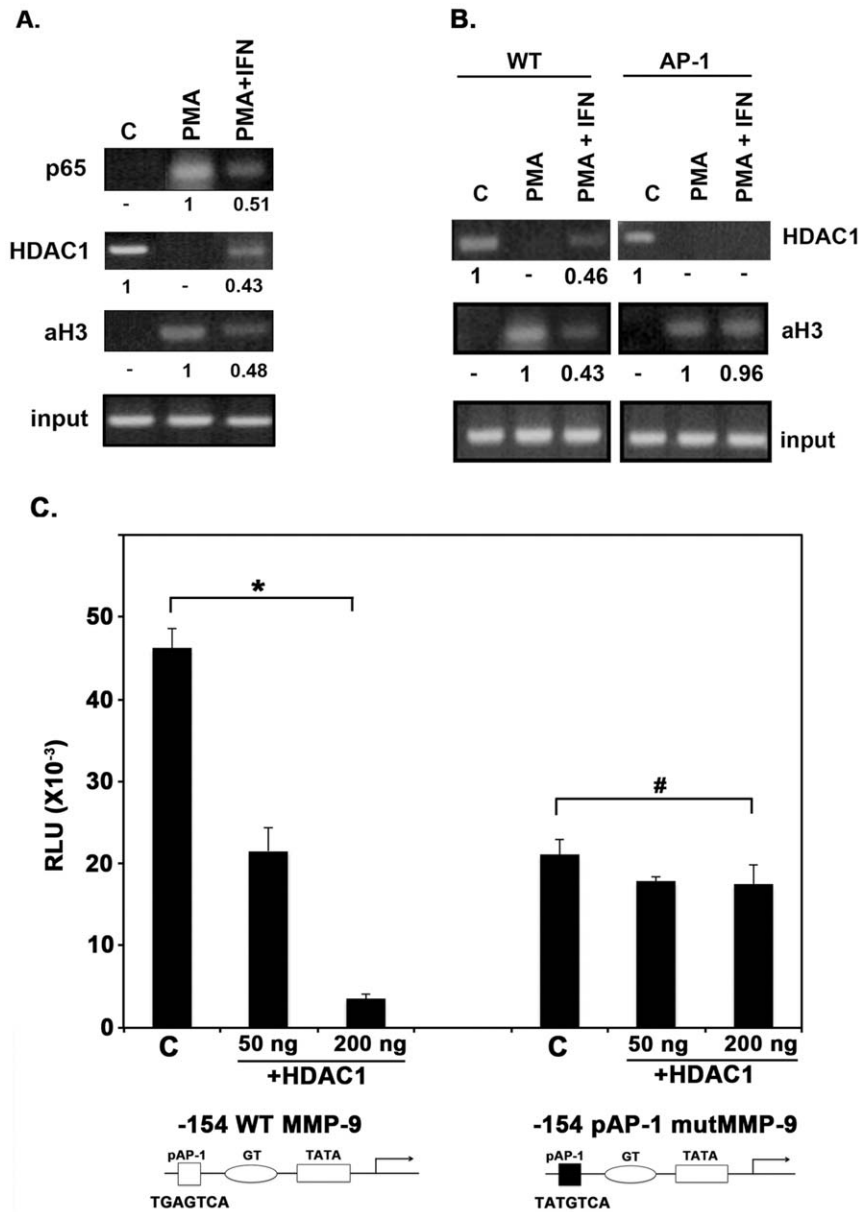 A.
C PMA PMA+IFN
p65
- 1 0.51
HDAC1
1 - 0.43
aH3
- 1 0.48
input
B.
WT AP-1
C PMA PMA + IFN C PMA PMA + IFN
HDAC1
1 - 0.46 1 - -
aH3
- 1 0.43 - 1 0.96
input
C.
RLU (X10⁻³)
50
40
30
20
10
0
*
#
C 50 ng 200 ng C 50 ng 200 ng
+HDAC1 +HDAC1
-154 WT MMP-9 -154 pAP-1 mutMMP-9
pAP-1 GT TATA pAP-1 GT TATA
TGAGTCA TATGTCA